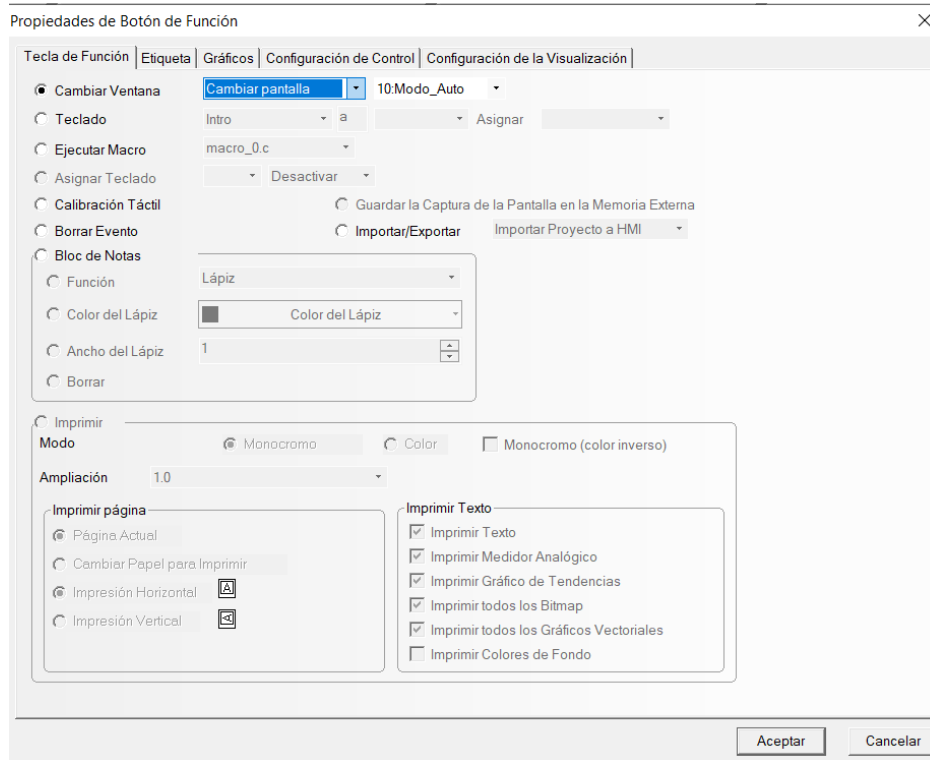 Propiedades de Botón de Función
Tecla de Función Etiqueta Gráficos Configuración de Control Configuración de la Visualización
Cambiar Ventana Cambiar pantalla 10:Modo_Auto
Teclado Intro a Asignar
Ejecutar Macro macro_0.c
Asignar Teclado Desactivar
Calibración Táctil Guardar la Captura de la Pantalla en la Memoria Externa
Borrar Evento Importar/Exportar Importar Proyecto a HMI
Bloc de Notas
Función Lápiz
Color del Lápiz Color del Lápiz
Ancho del Lápiz 1
Borrar
Imprimir
Modo Monocromo Color Monocromo (color inverso)
Ampliación 1.0
Imprimir página
Página Actual
Cambiar Papel para Imprimir
Impresión Horizontal A
Impresión Vertical A
Imprimir Texto
Imprimir Texto
Imprimir Medidor Analógico
Imprimir Gráfico de Tendencias
Imprimir todos los Bitmap
Imprimir todos los Gráficos Vectoriales
Imprimir Colores de Fondo
Aceptar Cancelar